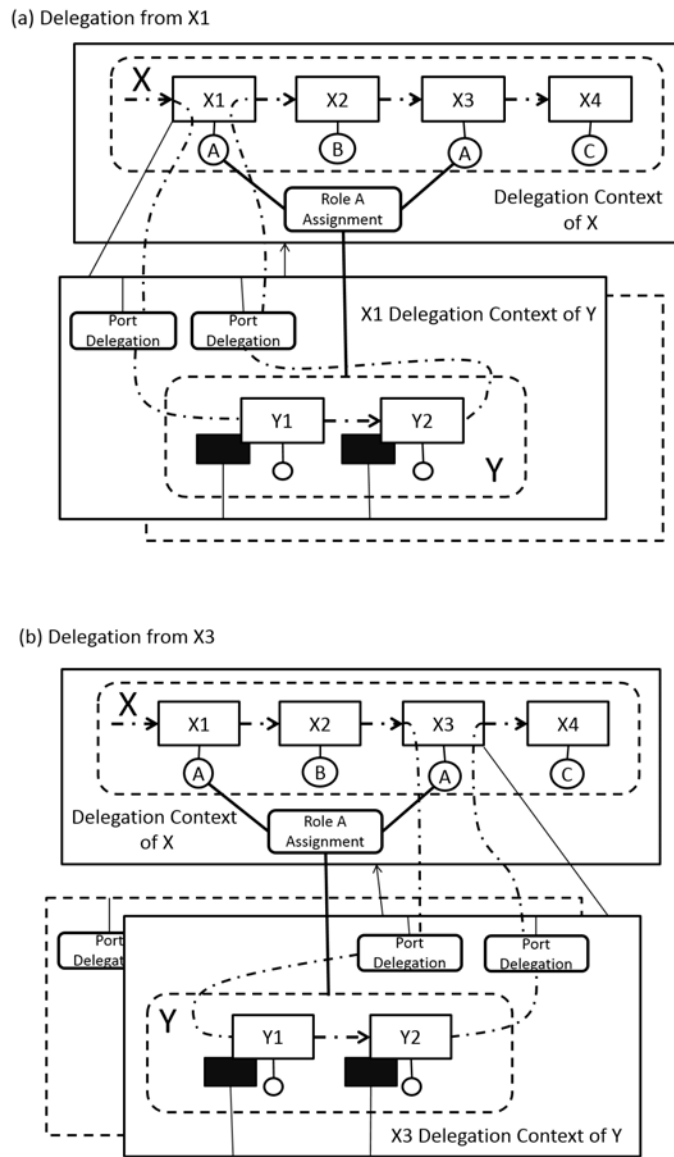 (a) Delegation from X1
X
X1
X2
X3
X4
A
B
A
C
Role A
Assignment
Delegation Context
of X
X1 Delegation Context of Y
Port
Delegation
Port
Delegation
Y1
Y2
Y
(b) Delegation from X3
X
X1
X2
X3
X4
A
B
A
C
Delegation Context
of X
Role A
Assignment
Port
Delegat
Port
Delegation
Port
Delegation
Y
Y1
Y2
X3 Delegation Context of Y